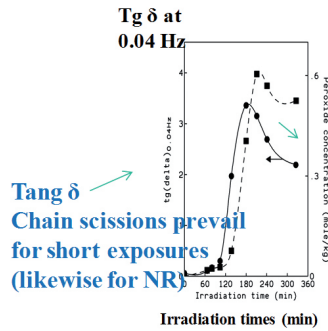 Tg δ at
0.04 Hz
4
3
2
1
0
tg(delta)0.04Hz
.6
.3
0
Peroxide concentration (mole/kg)
Tang δ
Chain scissions prevail
for short exposures
(likewise for NR)
0 60 120 180 240 300 360
Irradiation time (min)
Irradiation times (min)